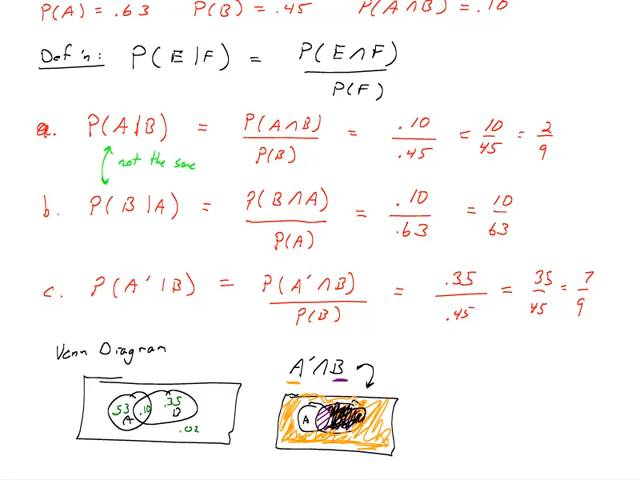 P(A) = .63 P(B) = .45 P(A∩B) = .10
Def'n: P(E|F) = P(E∩F) / P(F)
a. P(A|B) = P(A∩B) / P(B) = .10 / .45 = 10/45 = 2/9
not the same
b. P(B|A) = P(B∩A) / P(A) = .10 / .63 = 10/63
c. P(A'|B) = P(A'∩B) / P(B) = .35 / .45 = 35/45 = 7/9
Venn Diagram
A'∩B
.53 .10 .35
A B
.02
A